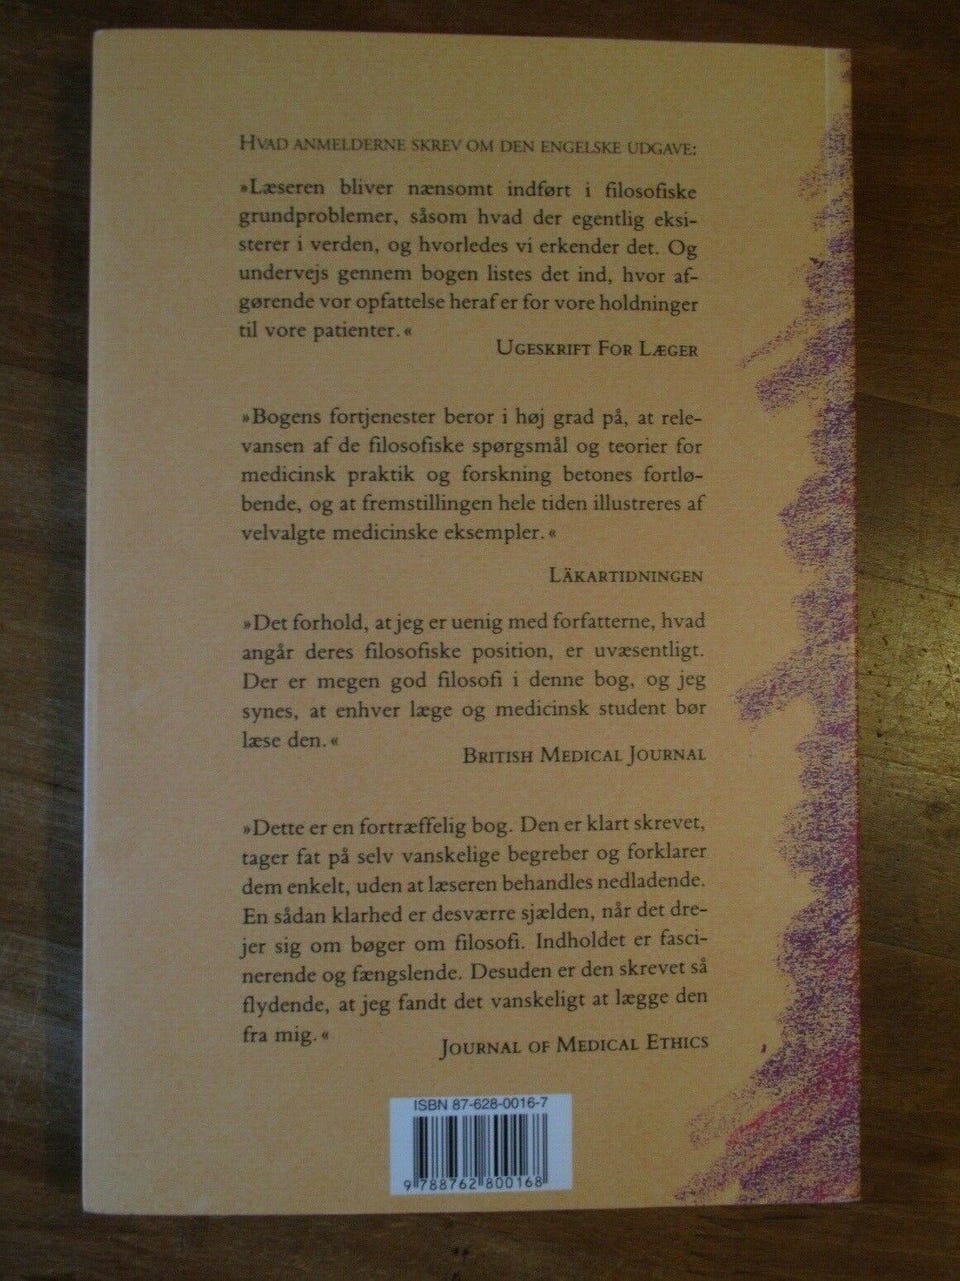 HVAD ANMELDERNE SKREV OM DEN ENGELSKE UDGAVE:
»Læseren bliver nænsomt indført i filosofiske
grundproblemer, såsom hvad der egentlig eksi-
sterer i verden, og hvorledes vi erkender det. Og
undervejs gennem bogen listes det ind, hvor af-
gørende vor opfattelse heraf er for vore holdninger
til vore patienter.«
UGESKRIFT FOR LÆGER
»Bogens fortjenester beror i høj grad på, at rele-
vansen af de filosofiske spørgsmål og teorier for
medicinsk praktik og forskning betones fortlø-
bende, og at fremstillingen hele tiden illustreres af
velvalgte medicinske eksempler.«
LÄKARTIDNINGEN
»Det forhold, at jeg er uenig med forfatterne, hvad
angår deres filosofiske position, er uvæsentligt.
Der er megen god filosofi i denne bog, og jeg
synes, at enhver læge og medicinsk student bør
læse den.«
BRITISH MEDICAL JOURNAL
»Dette er en fortræffelig bog. Den er klart skrevet,
tager fat på selv vanskelige begreber og forklarer
dem enkelt, uden at læseren behandles nedladende.
En sådan klarhed er desværre sjælden, når det dre-
jer sig om bøger om filosofi. Indholdet er fasci-
nerende og fængslende. Desuden er den skrevet så
flydende, at jeg fandt det vanskeligt at lægge den
fra mig.«
JOURNAL OF MEDICAL ETHICS
ISBN 87-628-0016-7
9 788762 800168